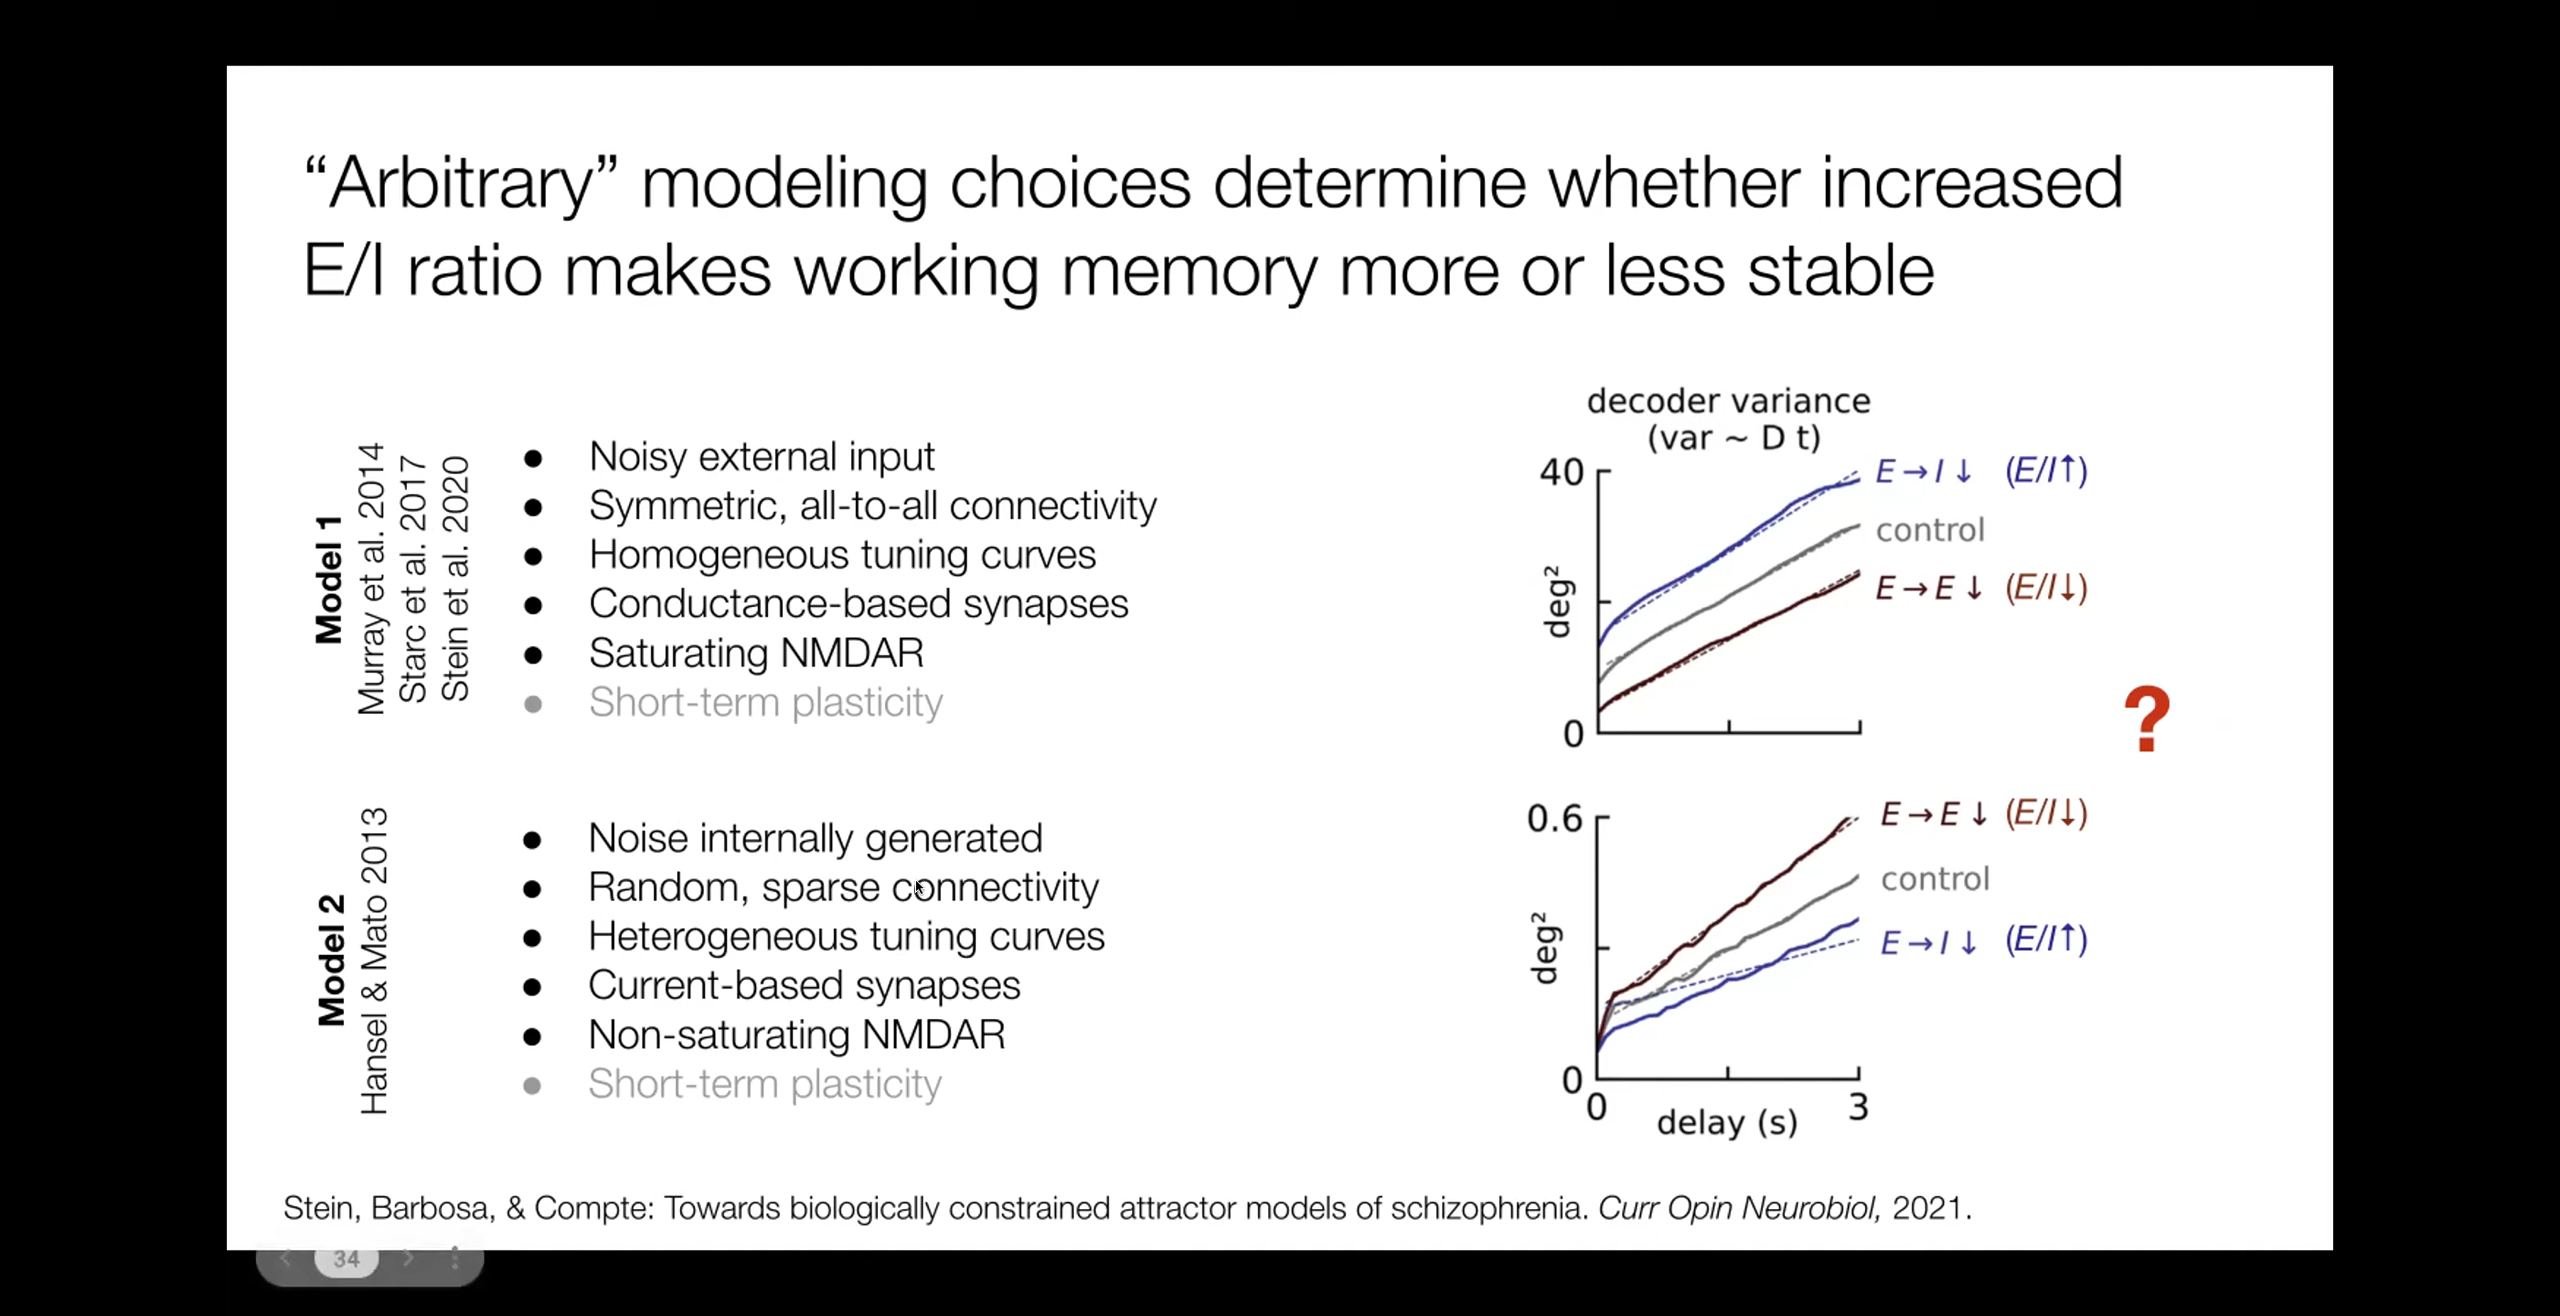 “Arbitrary” modeling choices determine whether increased
E/I ratio makes working memory more or less stable
Model 1
Murray et al. 2014
Starc et al. 2017
Stein et al. 2020
● Noisy external input
● Symmetric, all-to-all connectivity
● Homogeneous tuning curves
● Conductance-based synapses
● Saturating NMDAR
● Short-term plasticity
decoder variance
(var ~ D t)
40
deg²
0
E→I ↓ (E/I↑)
control
E→E ↓ (E/I↓)
?
Model 2
Hansel & Mato 2013
● Noise internally generated
● Random, sparse connectivity
● Heterogeneous tuning curves
● Current-based synapses
● Non-saturating NMDAR
● Short-term plasticity
0.6
deg²
0
E→E ↓ (E/I↓)
control
E→I ↓ (E/I↑)
0 3
delay (s)
Stein, Barbosa, & Compte: Towards biologically constrained attractor models of schizophrenia. Curr Opin Neurobiol, 2021.
34